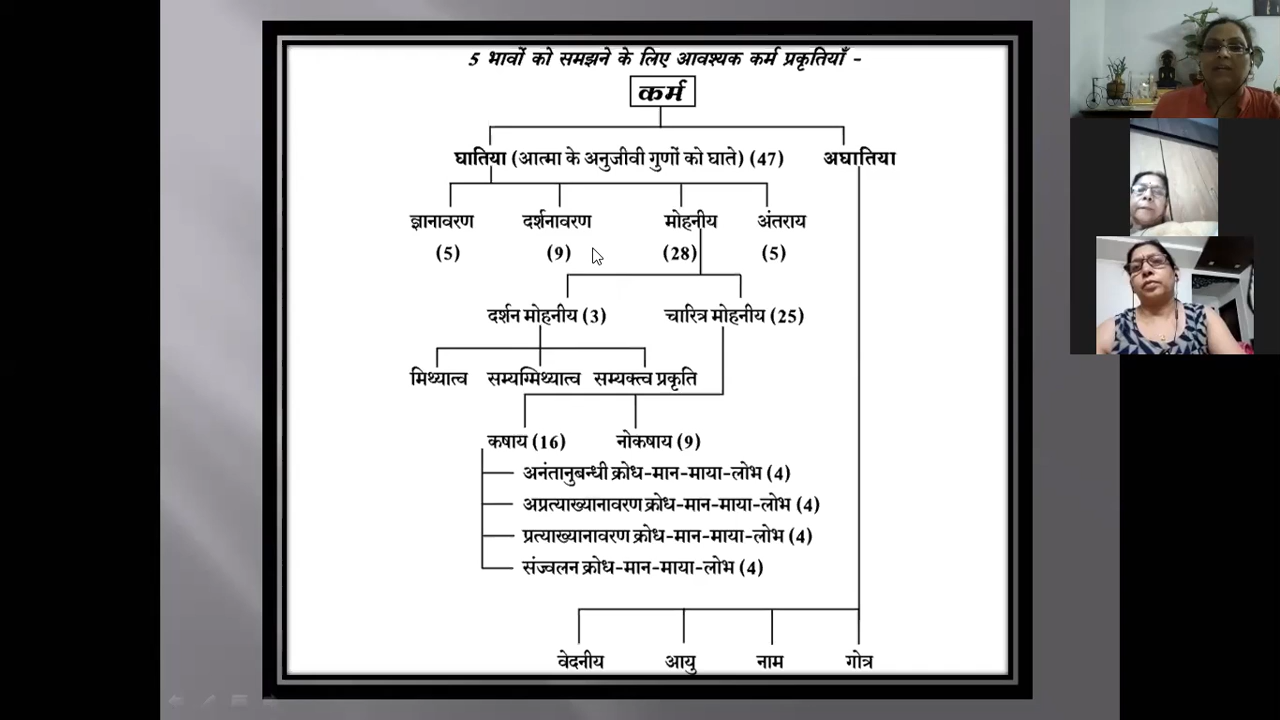 5 भावों को समझने के लिए आवश्यक कर्म प्रकृतियाँ -
कर्म
घातिया (आत्मा के अनुजीवी गुणों को घाते) (47) अघातिया
ज्ञानावरण दर्शनावरण मोहनीय अंतराय
(5) (9) (28) (5)
दर्शन मोहनीय (3) चारित्र मोहनीय (25)
मिथ्यात्व सम्यग्मिथ्यात्व सम्यक्त्व प्रकृति
कषाय (16) नोकषाय (9)
अनंतानुबन्धी क्रोध-मान-माया-लोभ (4)
अप्रत्याख्यानावरण क्रोध-मान-माया-लोभ (4)
प्रत्याख्यानावरण क्रोध-मान-माया-लोभ (4)
संज्वलन क्रोध-मान-माया-लोभ (4)
वेदनीय आयु नाम गोत्र